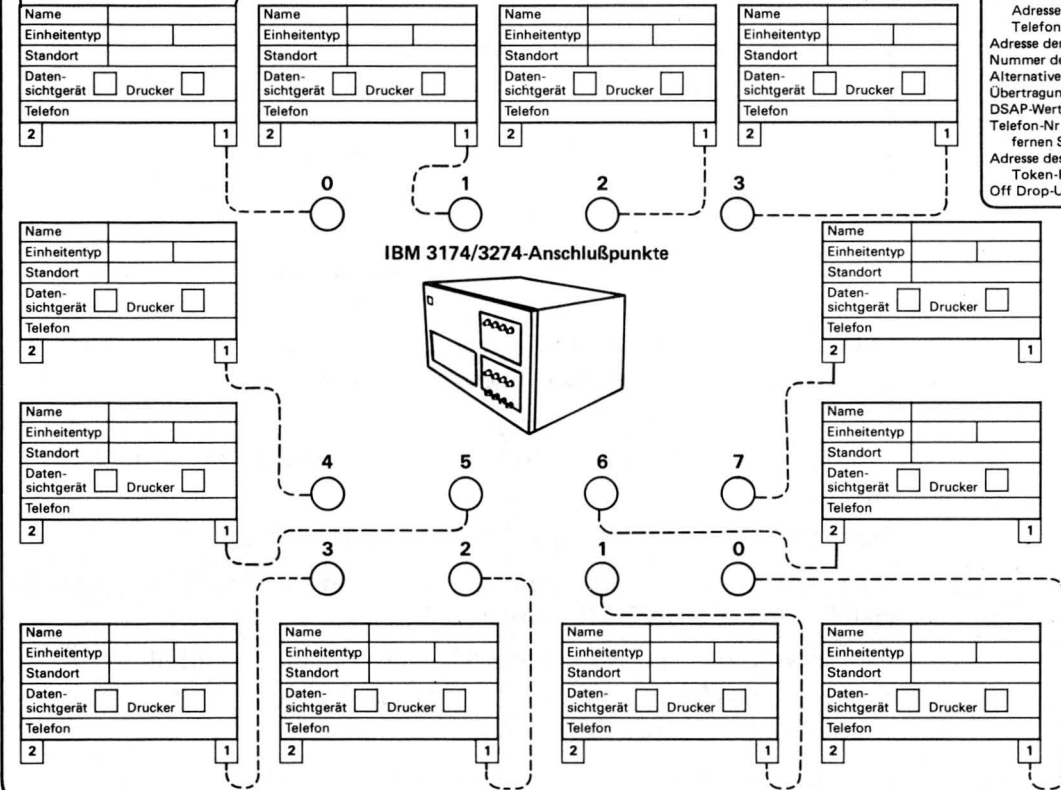 Name
Einheitentyp
Standort
Daten-
sichtgerät Drucker
Telefon
2 1
Name
Einheitentyp
Standort
Daten-
sichtgerät Drucker
Telefon
2 1
Name
Einheitentyp
Standort
Daten-
sichtgerät Drucker
Telefon
2 1
Name
Einheitentyp
Standort
Daten-
sichtgerät Drucker
Telefon
2 1
Adresse
Telefon
Adresse der
Nummer de
Alternative
Übertragun
DSAP-Wert
Telefon-Nr
fernen S
Adresse des
Token-
Off Drop-U
0 1 2 3
IBM 3174/3274-Anschlußpunkte
Name
Einheitentyp
Standort
Daten-
sichtgerät Drucker
Telefon
2 1
Name
Einheitentyp
Standort
Daten-
sichtgerät Drucker
Telefon
2 1
Name
Einheitentyp
Standort
Daten-
sichtgerät Drucker
Telefon
2 1
Name
Einheitentyp
Standort
Daten-
sichtgerät Drucker
Telefon
2 1
4 5 6 7
3 2 1 0
Name
Einheitentyp
Standort
Daten-
sichtgerät Drucker
Telefon
2 1
Name
Einheitentyp
Standort
Daten-
sichtgerät Drucker
Telefon
2 1
Name
Einheitentyp
Standort
Daten-
sichtgerät Drucker
Telefon
2 1
Name
Einheitentyp
Standort
Daten-
sichtgerät Drucker
Telefon
2 1